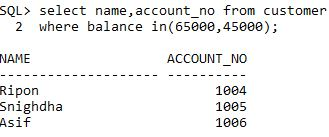 SQL> select name,account_no from customer
2 where balance in(65000,45000);
NAME ACCOUNT_NO
-------------------- ----------
Ripon 1004
Snighdha 1005
Asif 1006